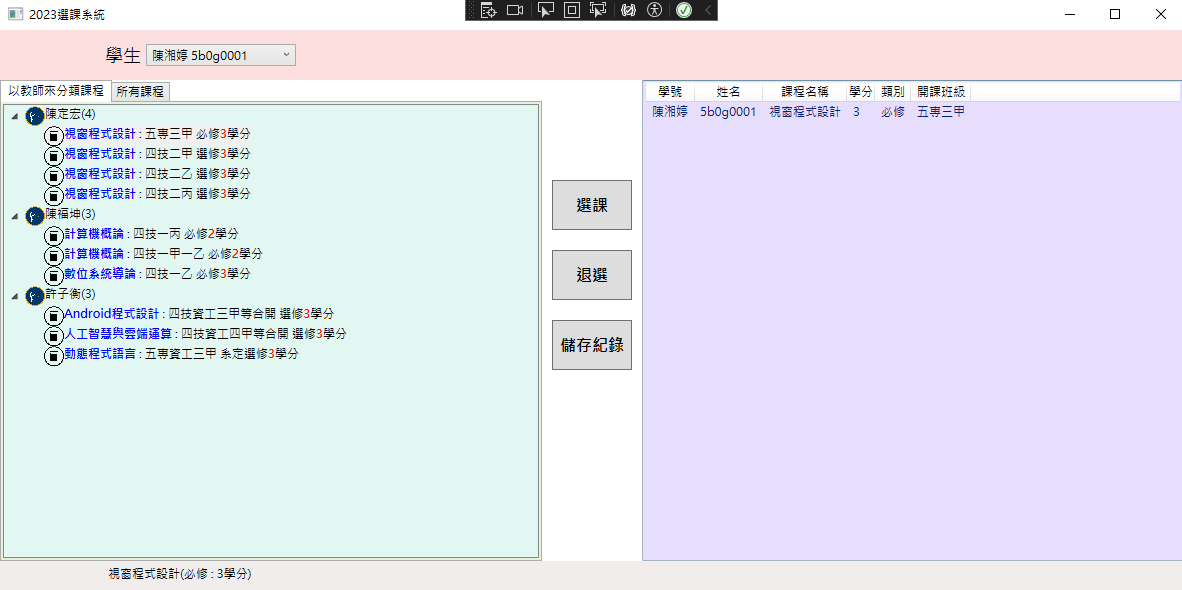 2023選課系統
學生 陳湘婷 5b0g0001
以教師來分類課程 所有課程
陳定宏(4)
視窗程式設計 : 五專三甲 必修3學分
視窗程式設計 : 四技二甲 選修3學分
視窗程式設計 : 四技二乙 選修3學分
視窗程式設計 : 四技二丙 選修3學分
陳福坤(3)
計算機概論 : 四技一丙 必修2學分
計算機概論 : 四技一甲一乙 必修2學分
數位系統導論 : 四技一乙 必修3學分
許子衡(3)
Android程式設計 : 四技資工三甲等合開 選修3學分
人工智慧與雲端運算 : 四技資工四甲等合開 選修3學分
動態程式語言 : 五專資工三甲 系定選修3學分
選課
退選
儲存紀錄
學號 姓名 課程名稱 學分 類別 開課班級
陳湘婷 5b0g0001 視窗程式設計 3 必修 五專三甲
視窗程式設計(必修 : 3學分)